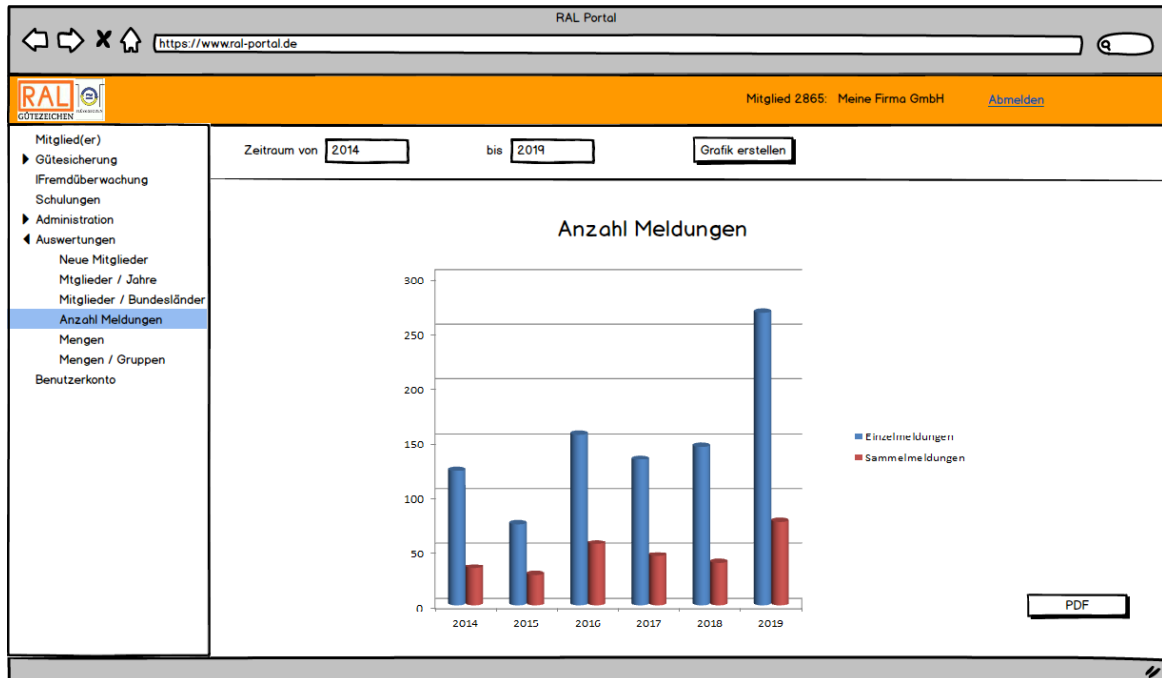 RAL Portal
https://www.ral-portal.de
RAL
GÜTEZEICHEN
Mitglied 2865: Meine Firma GmbH Abmelden
Mitglied(er)
Gütesicherung
IFremdüberwachung
Schulungen
Administration
Auswertungen
Neue Mitglieder
Mtglieder / Jahre
Mitglieder / Bundesländer
Anzahl Meldungen
Mengen
Mengen / Gruppen
Benutzerkonto
Zeitraum von 2014 bis 2019 Grafik erstellen
Anzahl Meldungen
300
250
200
150
100
50
0
2014 2015 2016 2017 2018 2019
Einzelmeldungen
Sammelmeldungen
PDF